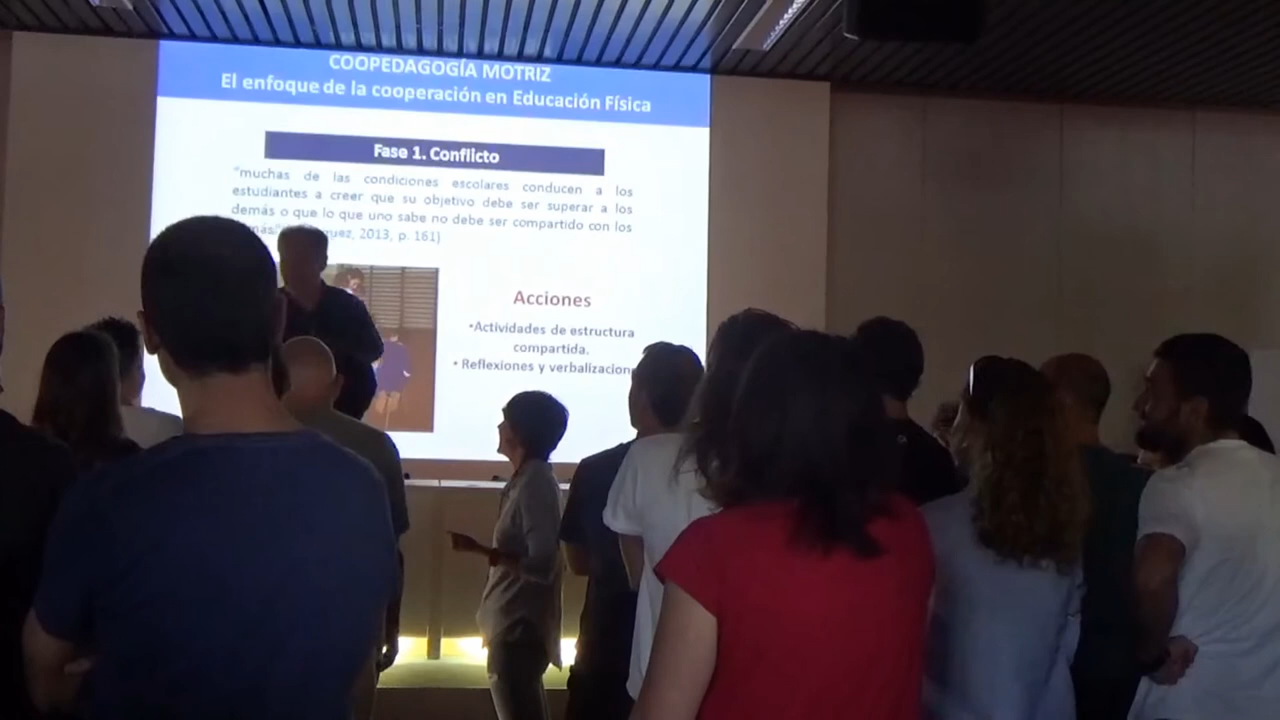 COOPEDAGOGÍA MOTRIZ
El enfoque de la cooperación en Educación Física
Fase 1. Conflicto
"muchas de las condiciones escolares conducen a los
estudiantes a creer que su objetivo debe ser superar a los
demás o que lo que uno sabe no debe ser compartido con los
2013, p. 161)
Acciones
•Actividades de estructura
compartida.
• Reflexiones y